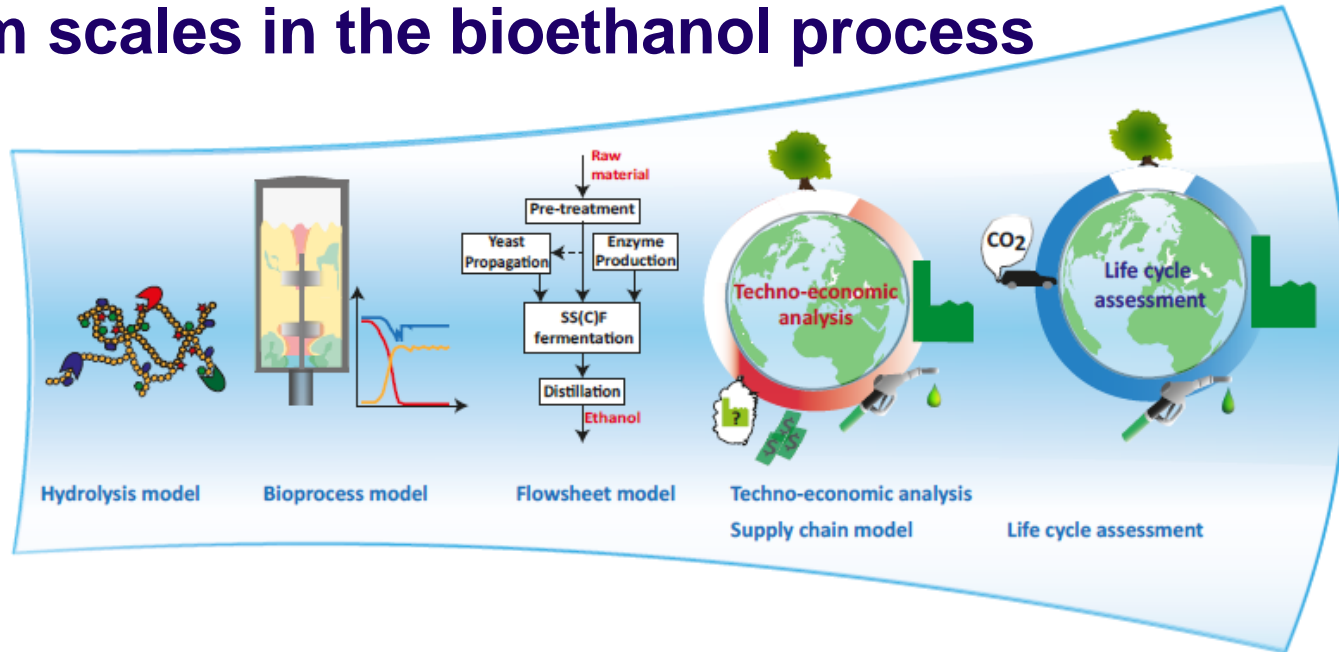 m scales in the bioethanol process
Raw
material
Pre-treatment
Yeast
Propagation
Enzyme
Production
SS(C)F
fermentation
Distillation
Ethanol
Techno-economic
analysis
?
$
$
CO2
Life cycle
assessment
Hydrolysis model
Bioprocess model
Flowsheet model
Techno-economic analysis
Supply chain model
Life cycle assessment